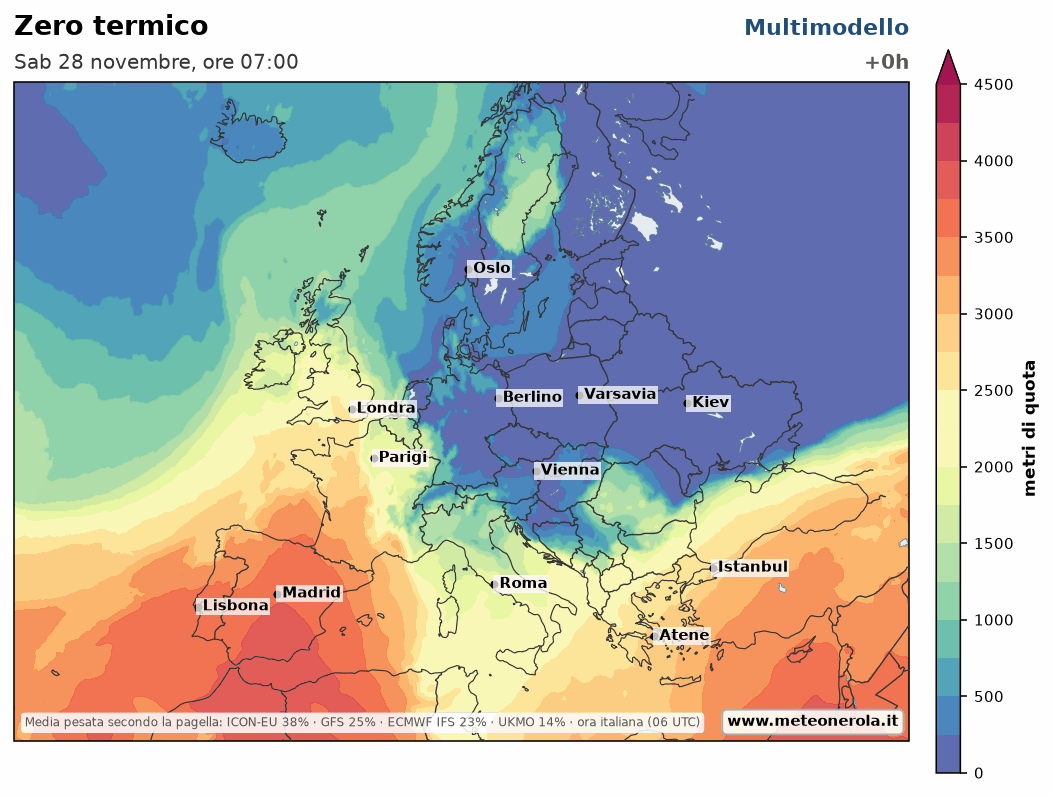 Zero termico
Multimodello
Sab 28 novembre, ore 07:00
+0h
4500
4000
3500
3000
2500
2000
1500
1000
500
0
metri di quota
Oslo
Londra
Berlino
Varsavia
Kiev
Parigi
Vienna
Roma
Istanbul
Madrid
Lisbona
Atene
Media pesata secondo la pagella: ICON-EU 38% · GFS 25% · ECMWF IFS 23% · UKMO 14% · ora italiana (06 UTC)
www.meteonerola.it